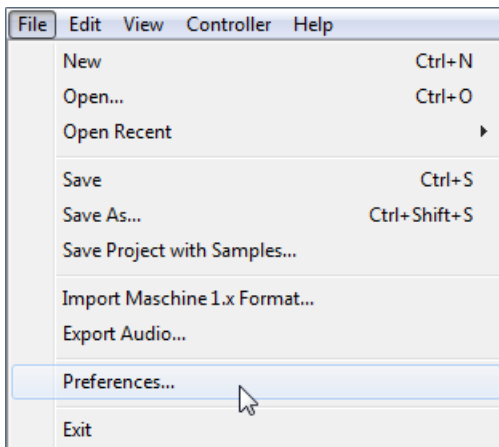 File Edit View Controller Help
New Ctrl+N
Open... Ctrl+O
Open Recent
Save Ctrl+S
Save As... Ctrl+Shift+S
Save Project with Samples...
Import Maschine 1.x Format...
Export Audio...
Preferences...
Exit